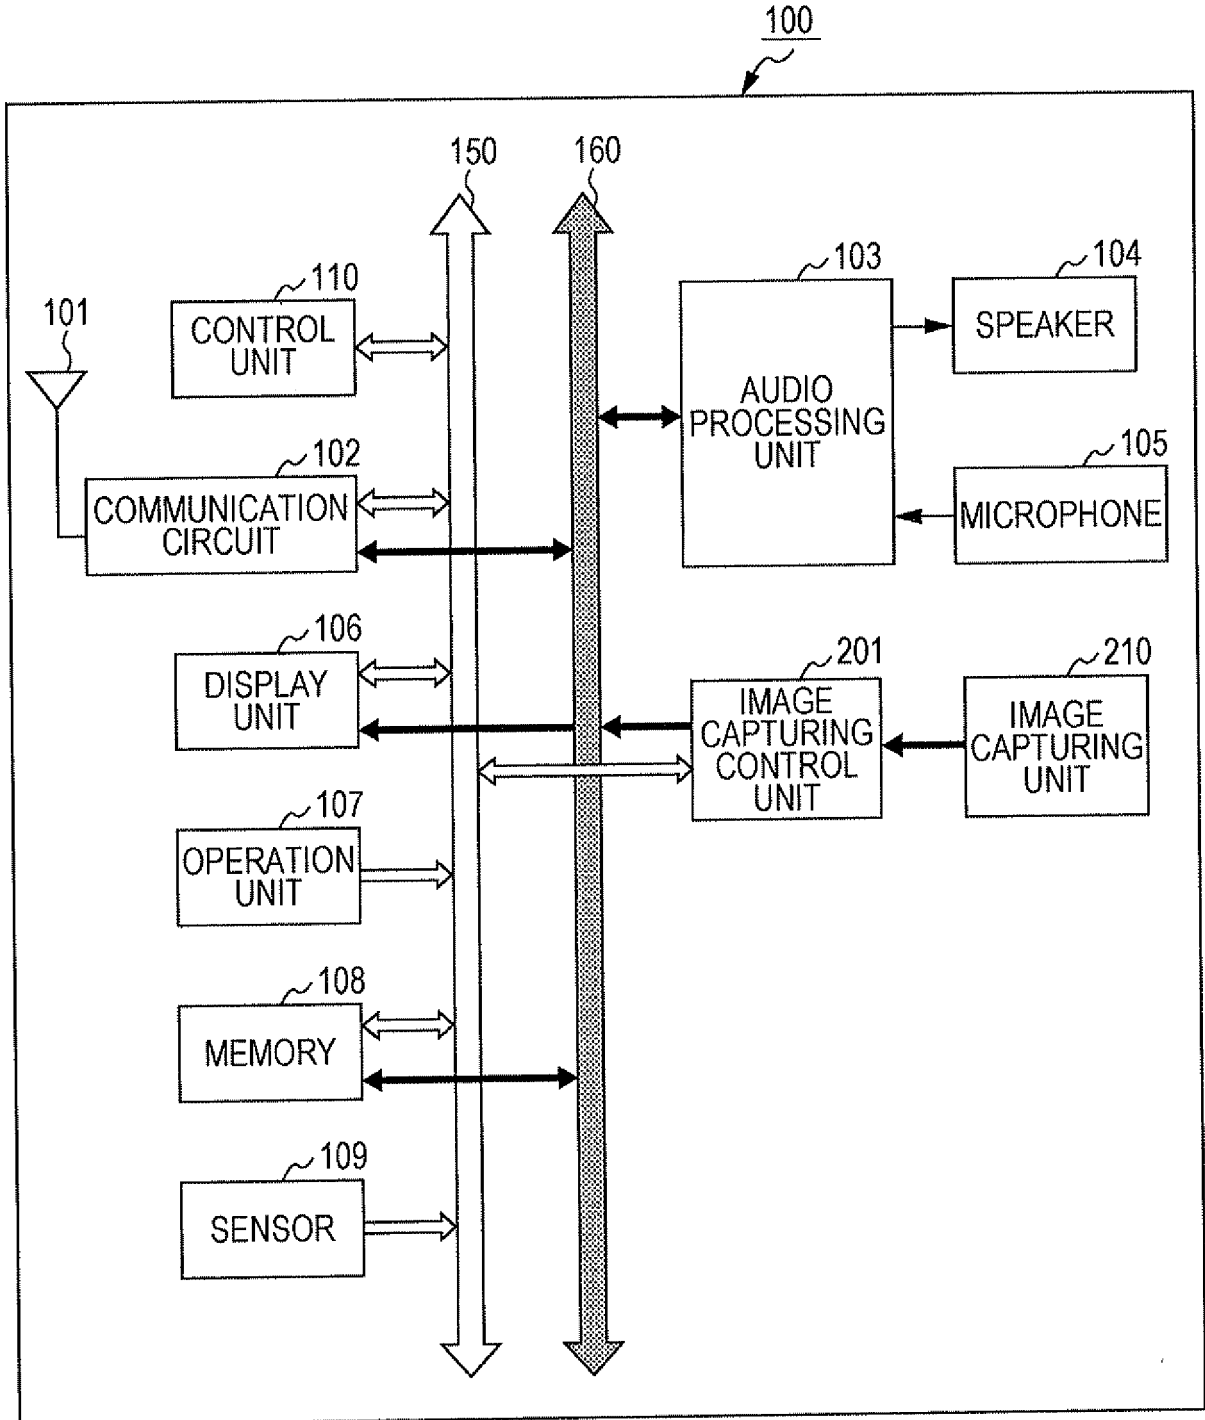 100
150
160
110
CONTROL
UNIT
101
103
AUDIO
PROCESSING
UNIT
104
SPEAKER
102
COMMUNICATION
CIRCUIT
105
MICROPHONE
106
DISPLAY
UNIT
201
IMAGE
CAPTURING
CONTROL
UNIT
210
IMAGE
CAPTURING
UNIT
107
OPERATION
UNIT
108
MEMORY
109
SENSOR